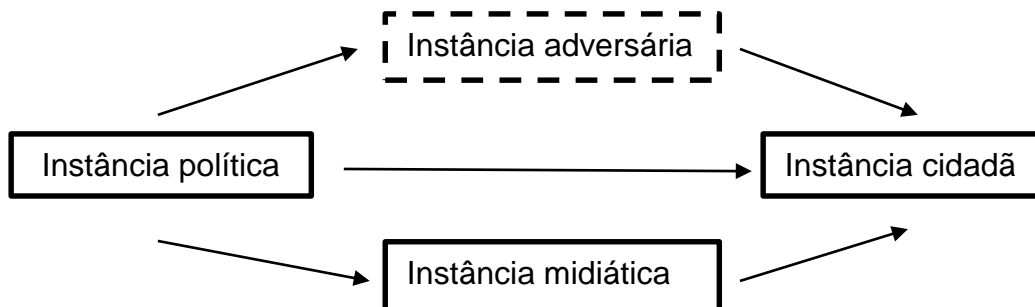 Instância adversária
Instância política
Instância cidadã
Instância midiática